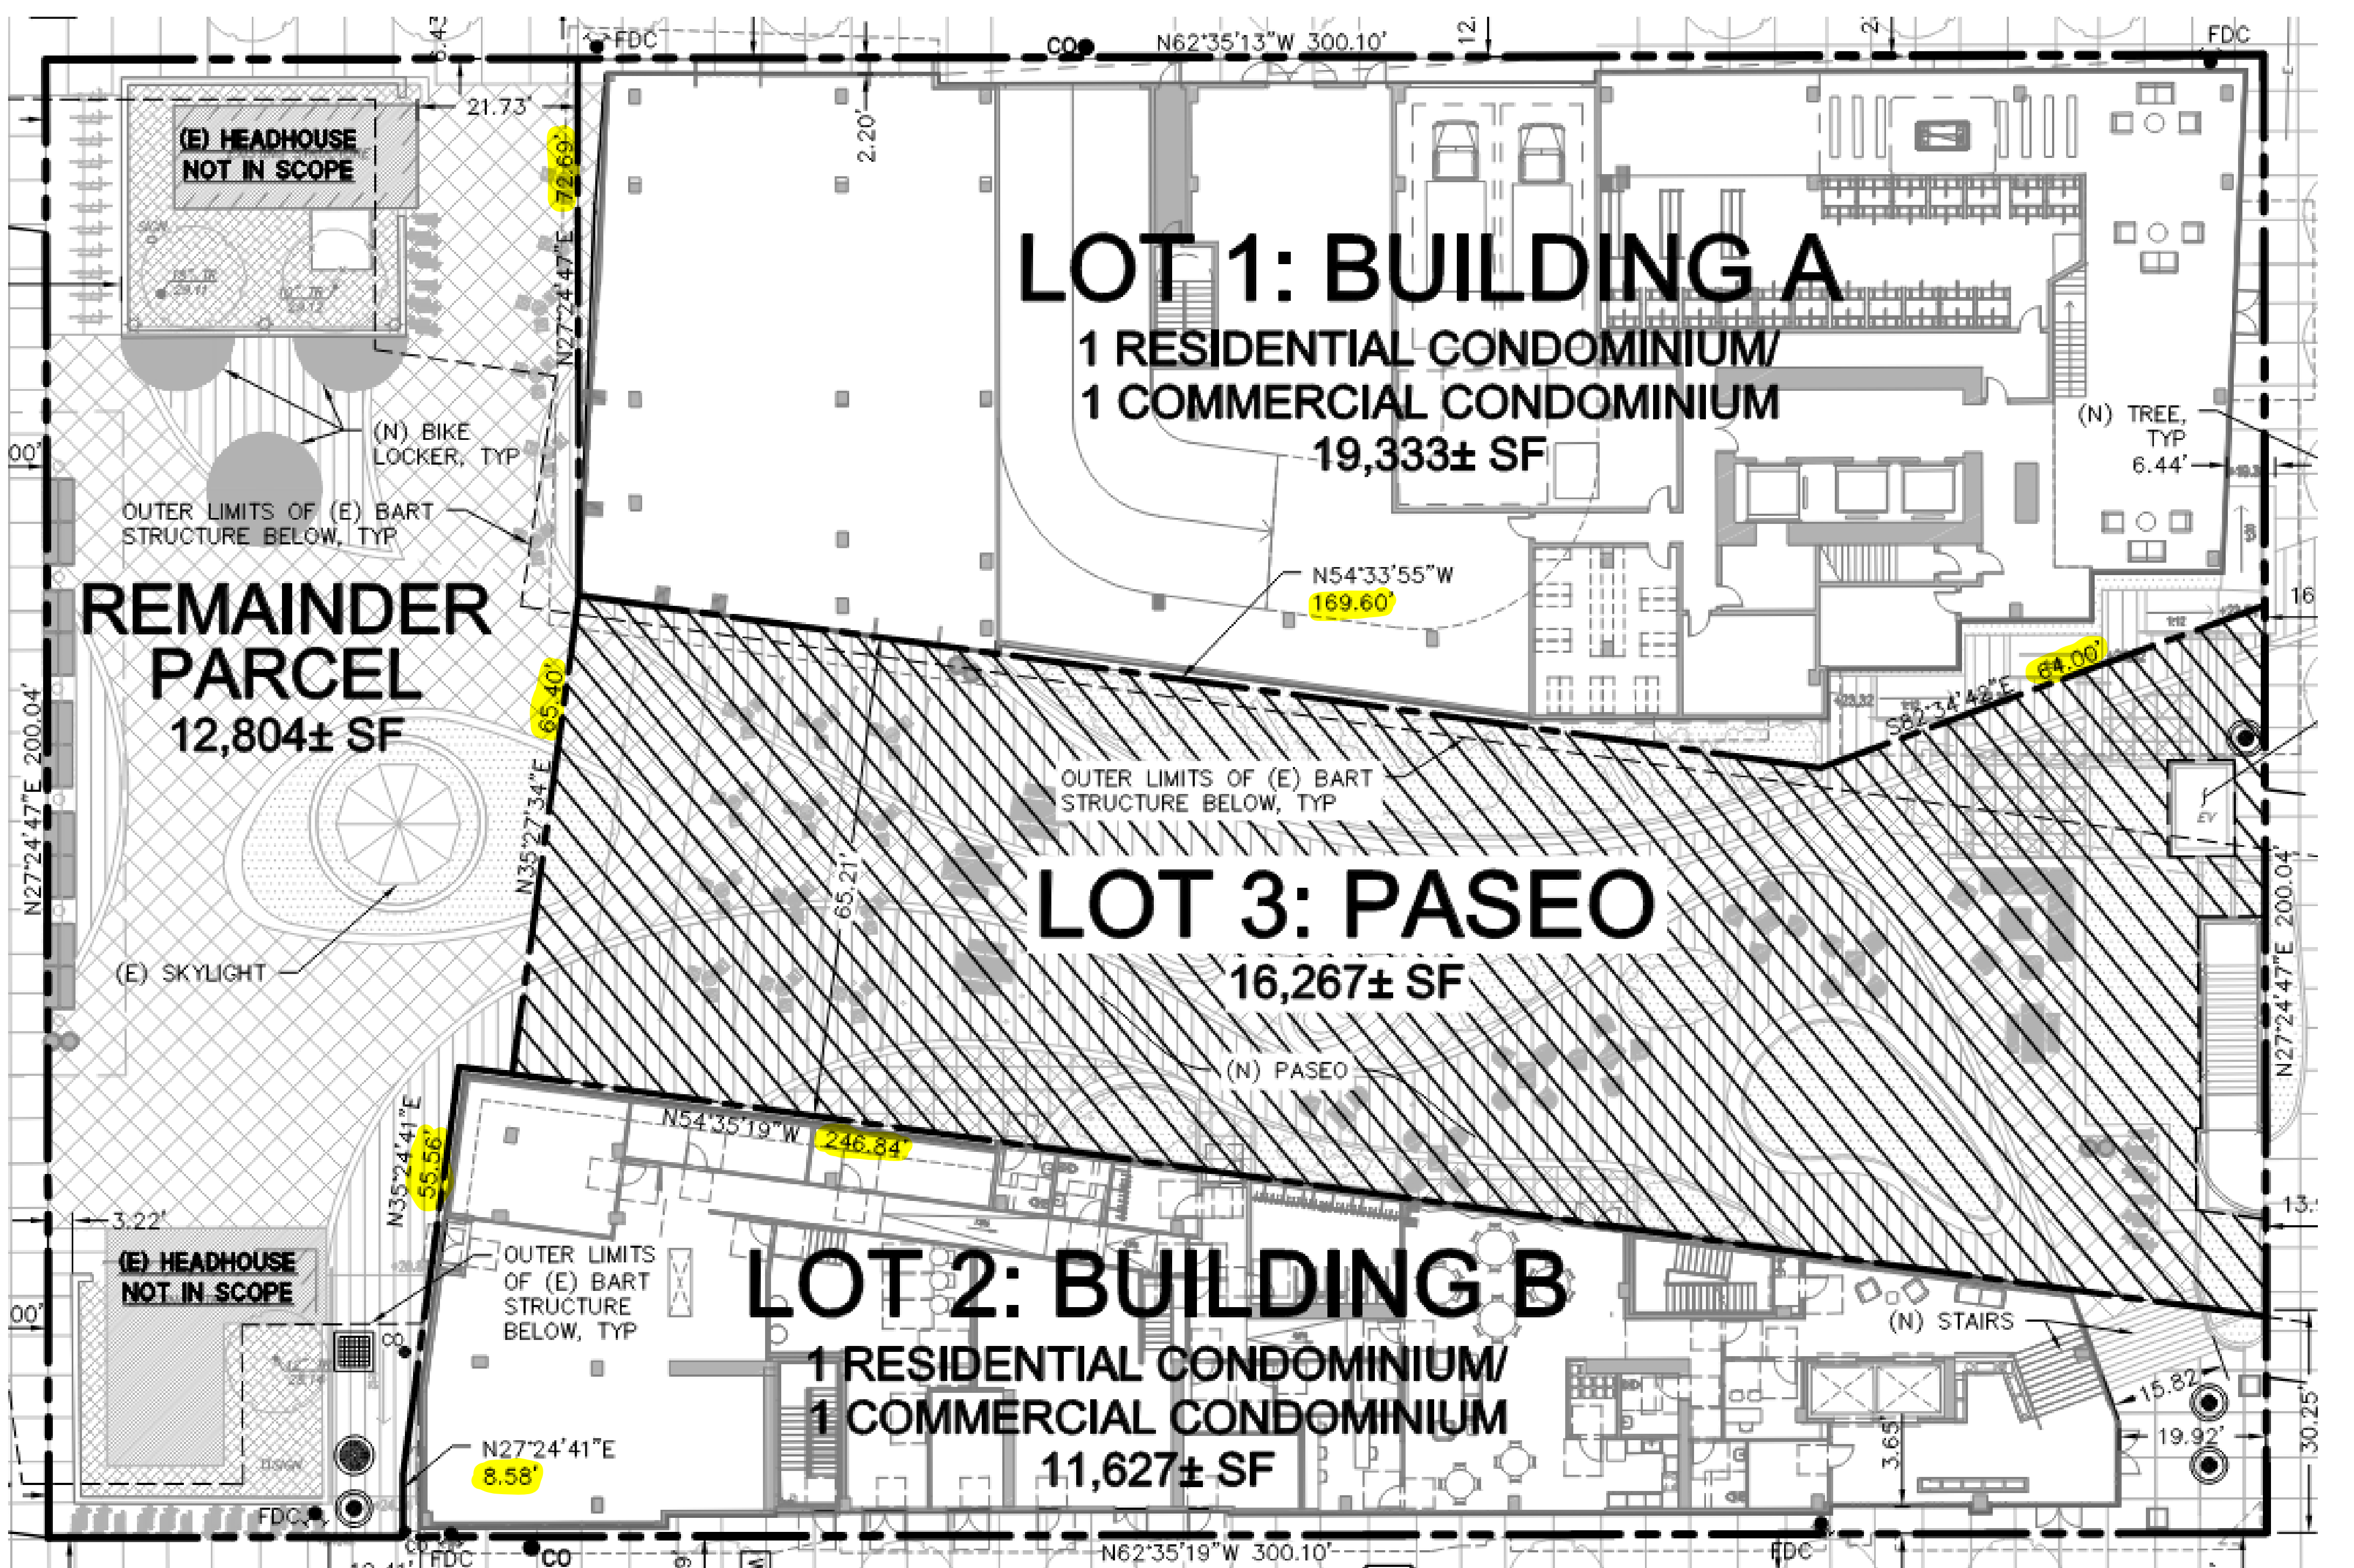 FDC
CO
N62°35'13"W 300.10'
FDC
21.73'
(E) HEADHOUSE
NOT IN SCOPE
72.69'
N27°24'47"E
2.20'
SIGN
LOT 1: BUILDING A
1 RESIDENTIAL CONDOMINIUM/
1 COMMERCIAL CONDOMINIUM
19,333± SF
(N) TREE,
TYP
6.44'
(N) BIKE
LOCKER, TYP
00'
OUTER LIMITS OF (E) BART
STRUCTURE BELOW, TYP
N54°33'55"W
169.60'
16
REMAINDER
PARCEL
12,804± SF
N27°24'47"E 200.04'
65.40'
N35°27'34"E
64.00'
S82°34'42"E
OUTER LIMITS OF (E) BART
STRUCTURE BELOW, TYP
EV
65.21'
LOT 3: PASEO
16,267± SF
N27°24'47"E 200.04'
(E) SKYLIGHT
(N) PASEO
N35°24'41"E
55.56'
N54°35'19"W 246.84'
3.22'
13.
(E) HEADHOUSE
NOT IN SCOPE
OUTER LIMITS
OF (E) BART
STRUCTURE
BELOW, TYP
LOT 2: BUILDING B
1 RESIDENTIAL CONDOMINIUM/
1 COMMERCIAL CONDOMINIUM
11,627± SF
(N) STAIRS
00'
15.82'
19.92'
30.25'
3.65'
N27°24'41"E
8.58'
FDC
FDC
CO
N62°35'19"W 300.10'
FDC